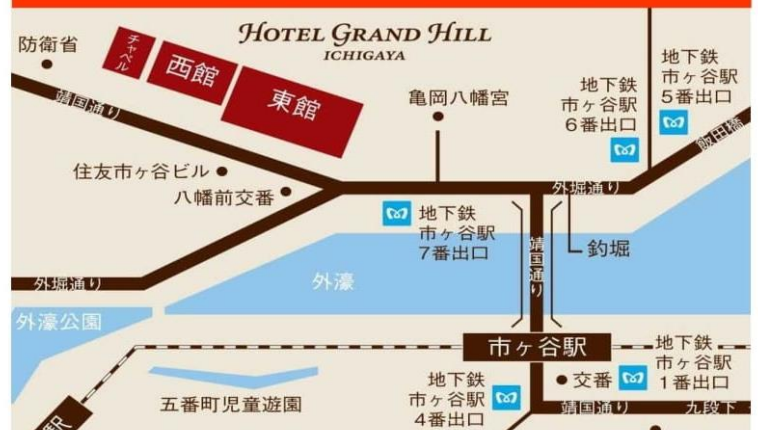 HOTEL GRAND HILL
ICHIGAYA
防衛省
チャペル
西館
東館
靖国通り
亀岡八幡宮
地下鉄
市ヶ谷駅
6番出口
地下鉄
市ヶ谷駅
5番出口
飯田橋
住友市ヶ谷ビル
八幡前交番
外堀通り
地下鉄
市ヶ谷駅
7番出口
靖国通り
釣堀
外堀通り
外濠
外濠公園
市ヶ谷駅
地下鉄
市ヶ谷駅
1番出口
交番
地下鉄
市ヶ谷駅
4番出口
五番町児童遊園
靖国通り
九段下
駅